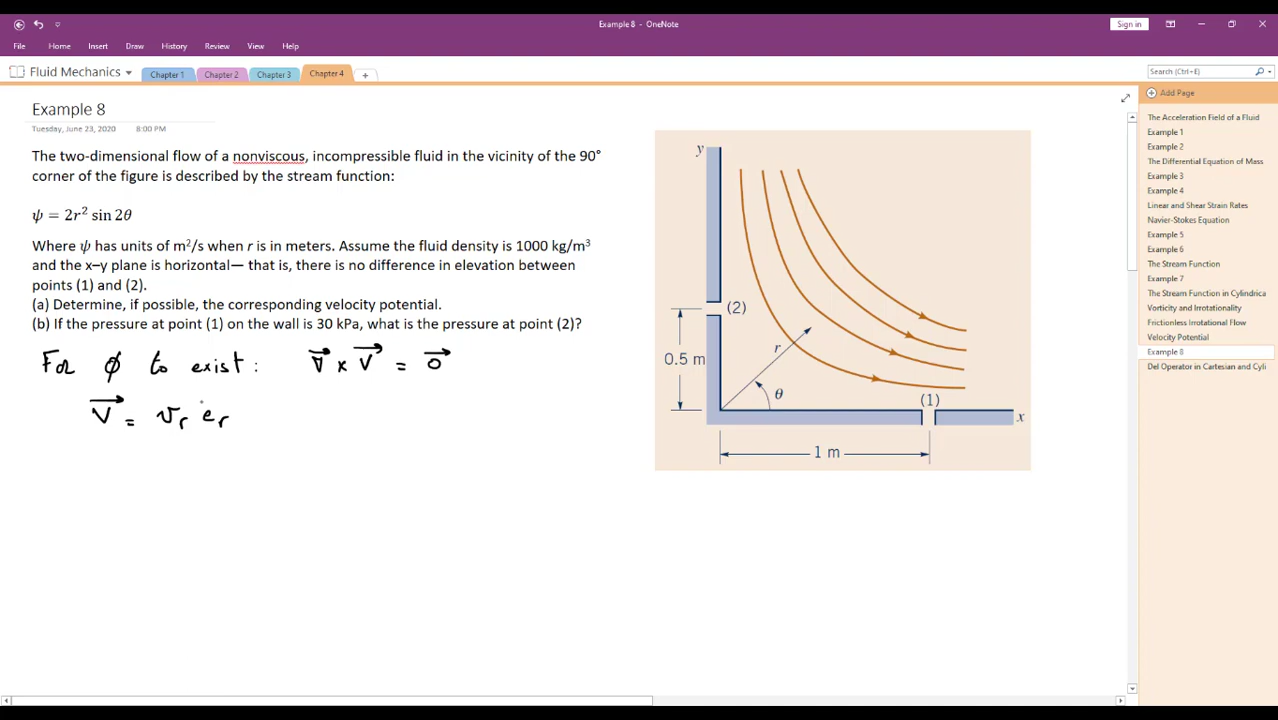 Example 8 - OneNote
Sign in
File Home Insert Draw History Review View Help
Fluid Mechanics
Chapter 1 Chapter 2 Chapter 3 Chapter 4 +
Search (Ctrl+E)
Add Page
Example 8
Tuesday, June 23, 2020 8:00 PM
The two-dimensional flow of a nonviscous, incompressible fluid in the vicinity of the 90°
corner of the figure is described by the stream function:
ψ = 2r² sin 2θ
Where ψ has units of m²/s when r is in meters. Assume the fluid density is 1000 kg/m³
and the x–y plane is horizontal— that is, there is no difference in elevation between
points (1) and (2).
(a) Determine, if possible, the corresponding velocity potential.
(b) If the pressure at point (1) on the wall is 30 kPa, what is the pressure at point (2)?
For ϕ to exist: ∇⃗ x V⃗ = 0⃗
V⃗ = vᵣ eᵣ
y
(2)
0.5 m
r
θ
(1)
x
1 m
The Acceleration Field of a Fluid
Example 1
Example 2
The Differential Equation of Mass
Example 3
Example 4
Linear and Shear Strain Rates
Navier-Stokes Equation
Example 5
Example 6
The Stream Function
Example 7
The Stream Function in Cylindrica
Vorticity and Irrotationality
Frictionless Irrotational Flow
Velocity Potential
Example 8
Del Operator in Cartesian and Cyli